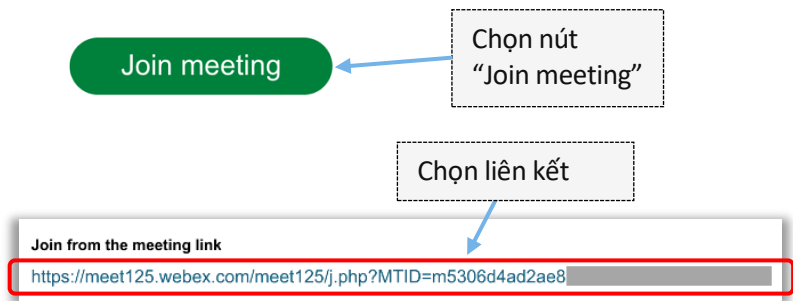 Join meeting
Chọn nút
“Join meeting”
Chọn liên kết
Join from the meeting link
https://meet125.webex.com/meet125/j.php?MTID=m5306d4ad2ae8